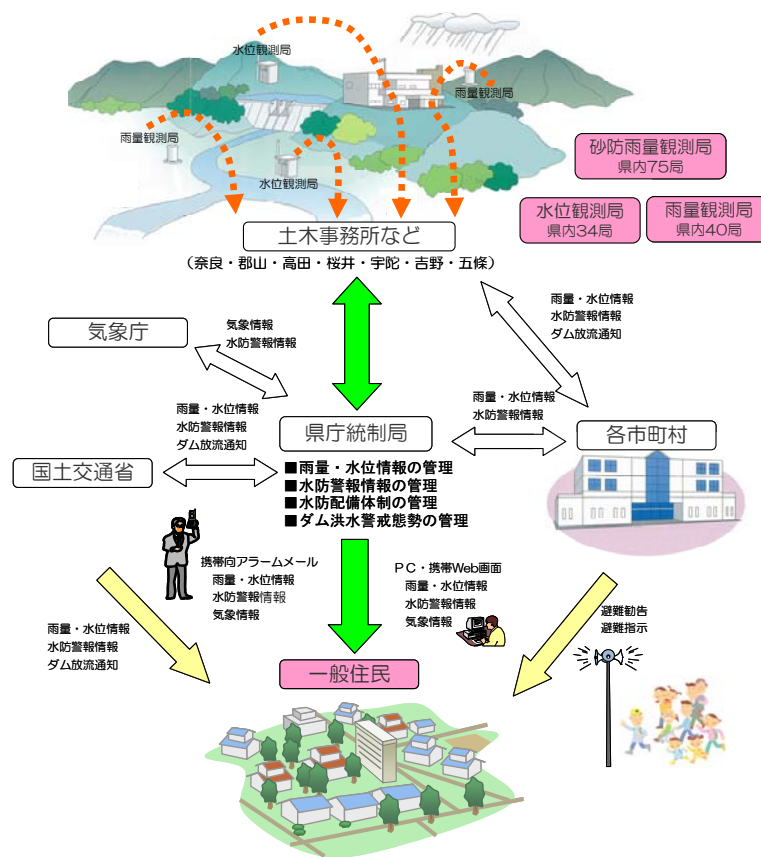 水位観測局
雨量観測局
雨量観測局
水位観測局
砂防雨量観測局
県内75局
水位観測局
県内34局
雨量観測局
県内40局
土木事務所など
（奈良・郡山・高田・桜井・宇陀・吉野・五條）
雨量・水位情報
水防警報情報
ダム放流通知
気象庁
気象情報
水防警報情報
雨量・水位情報
水防警報情報
ダム放流通知
県庁統制局
雨量・水位情報
水防警報情報
各市町村
国土交通省
■雨量・水位情報の管理
■水防警報情報の管理
■水防配備体制の管理
■ダム洪水警戒態勢の管理
携帯向アラームメール
雨量・水位情報
水防警報情報
気象情報
ＰＣ・携帯Web画面
雨量・水位情報
水防警報情報
気象情報
雨量・水位情報
水防警報情報
ダム放流通知
避難勧告
避難指示
一般住民